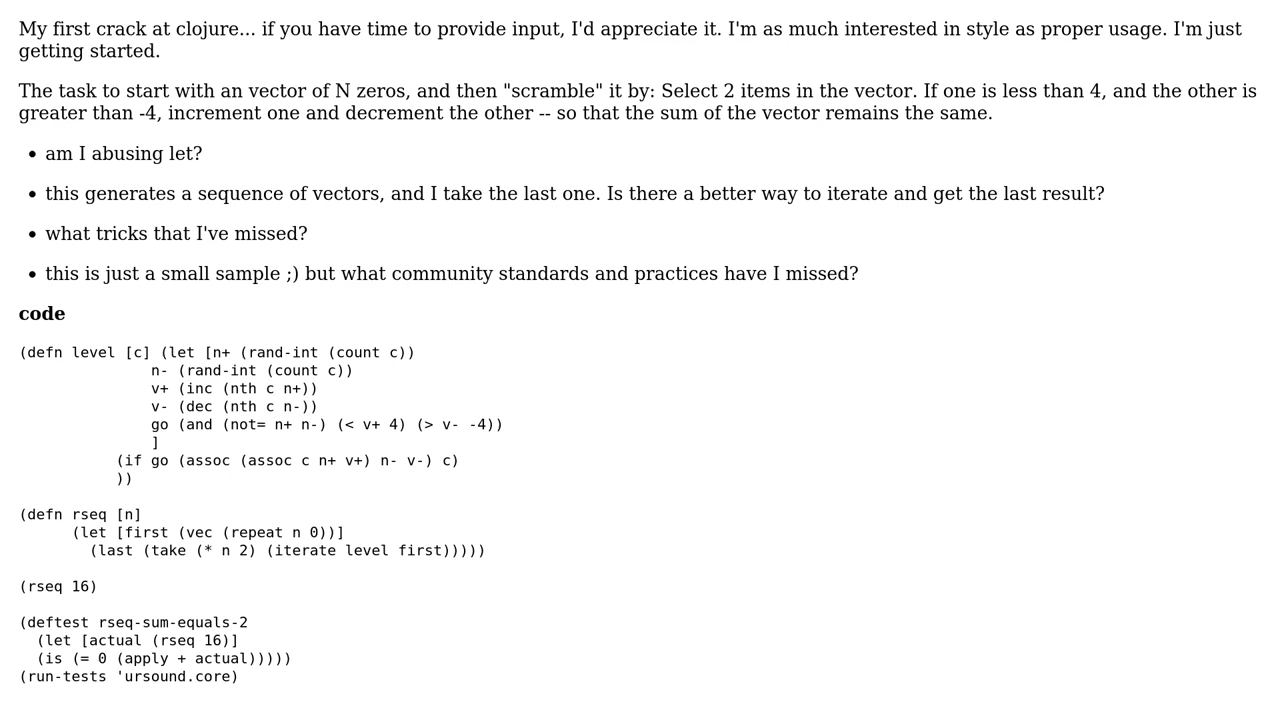 My first crack at clojure... if you have time to provide input, I'd appreciate it. I'm as much interested in style as proper usage. I'm just
getting started.
The task to start with an vector of N zeros, and then "scramble" it by: Select 2 items in the vector. If one is less than 4, and the other is
greater than -4, increment one and decrement the other -- so that the sum of the vector remains the same.
• am I abusing let?
• this generates a sequence of vectors, and I take the last one. Is there a better way to iterate and get the last result?
• what tricks that I've missed?
• this is just a small sample ;) but what community standards and practices have I missed?
code
(defn level [c] (let [n+ (rand-int (count c))
               n- (rand-int (count c))
               v+ (inc (nth c n+))
               v- (dec (nth c n-))
               go (and (not= n+ n-) (< v+ 4) (> v- -4))
               ]
           (if go (assoc (assoc c n+ v+) n- v-) c)
           ))
(defn rseq [n]
      (let [first (vec (repeat n 0))]
        (last (take (* n 2) (iterate level first)))))
(rseq 16)
(deftest rseq-sum-equals-2
  (let [actual (rseq 16)]
  (is (= 0 (apply + actual)))))
(run-tests 'ursound.core)